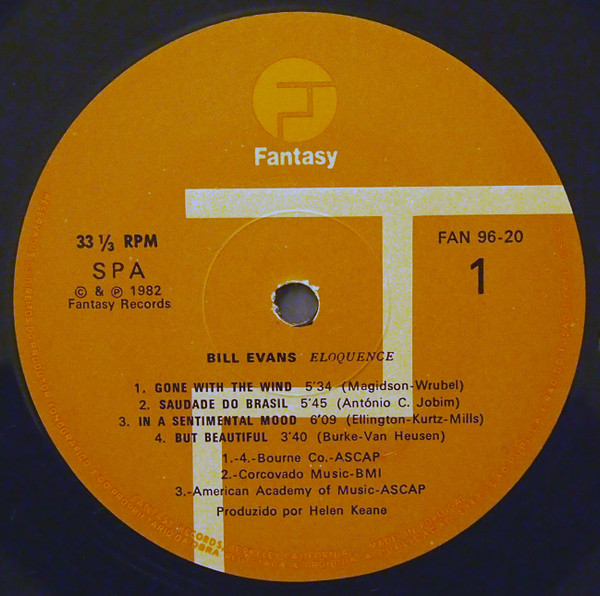 Fantasy
33 ⅓ RPM
SPA
© & ℗ 1982
Fantasy Records
FAN 96-20
1
BILL EVANS ELOQUENCE
1. GONE WITH THE WIND 5'34 (Magidson-Wrubel)
2. SAUDADE DO BRASIL 5'45 (António C. Jobim)
3. IN A SENTIMENTAL MOOD 6'09 (Ellington-Kurtz-Mills)
4. BUT BEAUTIFUL 3'40 (Burke-Van Heusen)
1.-4.-Bourne Co.-ASCAP
2.-Corcovado Music-BMI
3.-American Academy of Music-ASCAP
Produzido por Helen Keane